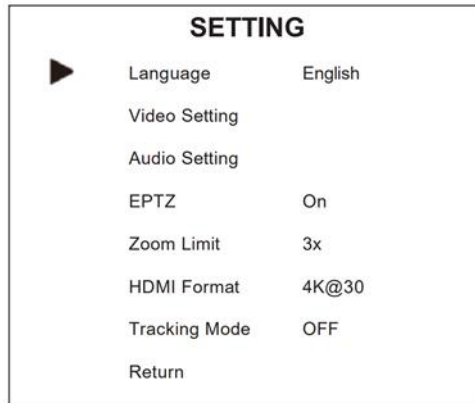 SETTING
Language English
Video Setting
Audio Setting
EPTZ On
Zoom Limit 3x
HDMI Format 4K@30
Tracking Mode OFF
Return